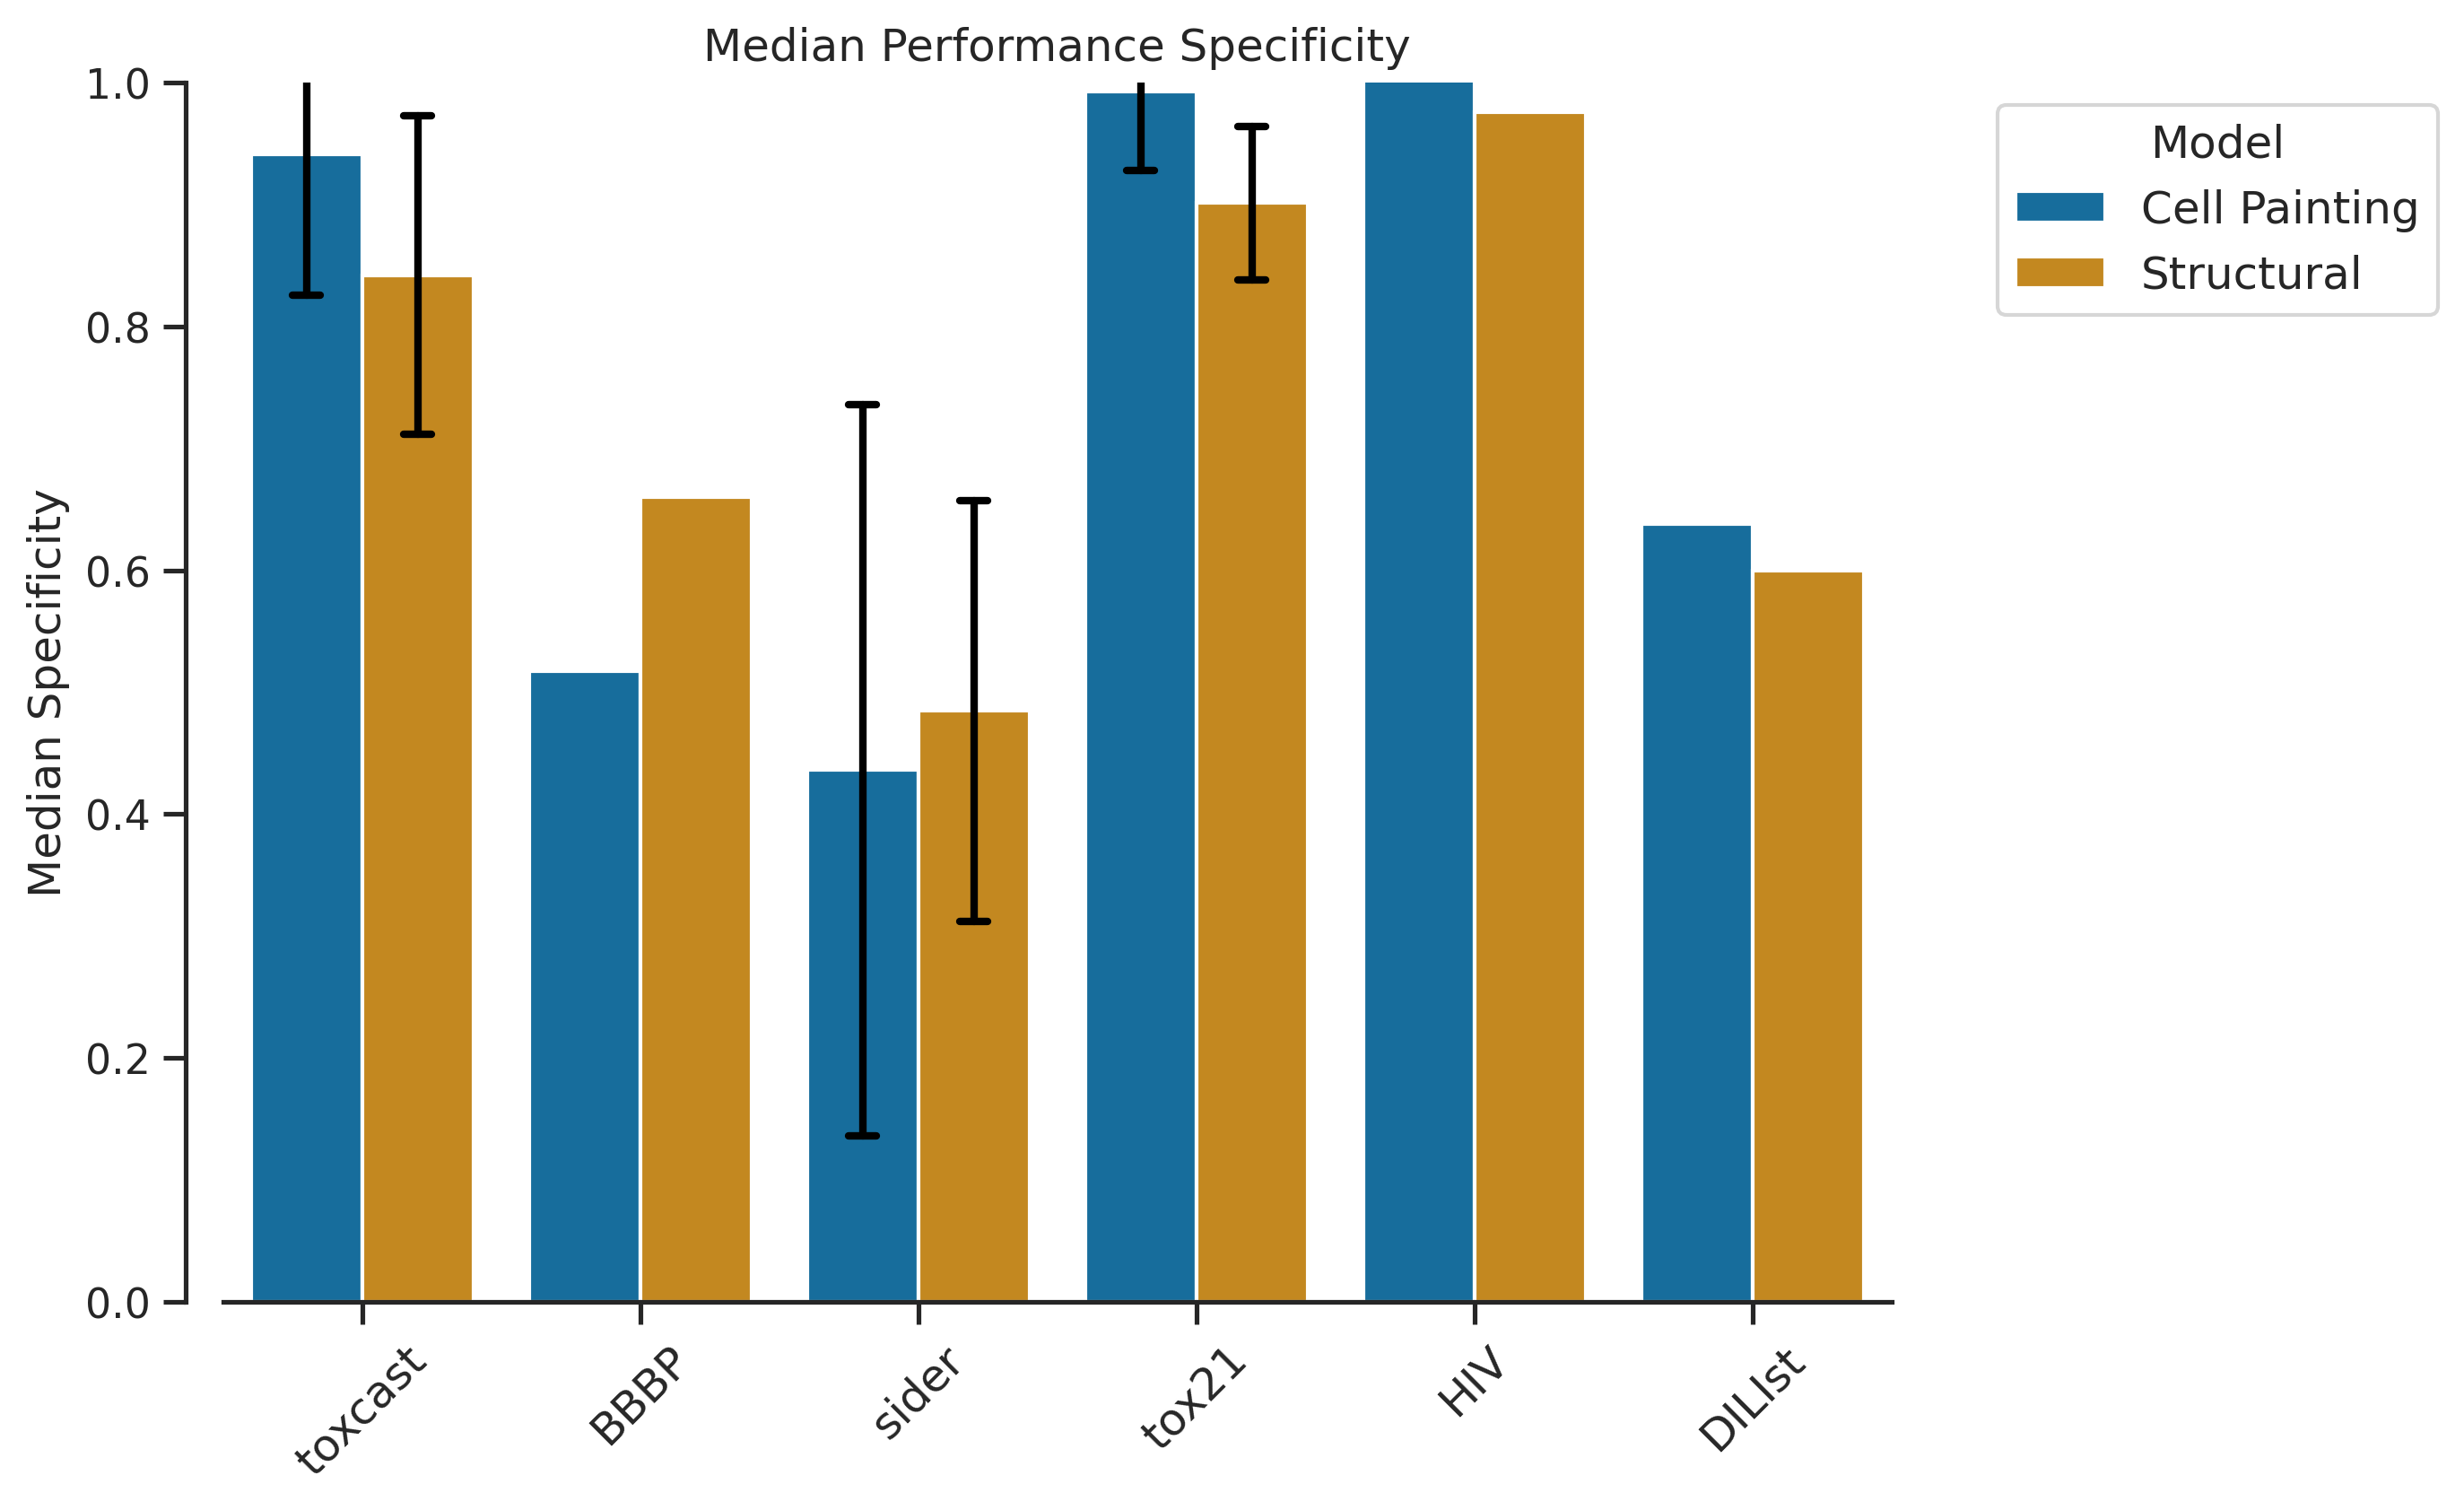 Median Performance Specificity
1.0
0.8
0.6
0.4
0.2
0.0
Median Specificity
toxcast
BBBP
sider
tox21
HIV
DILIst
Model
Cell Painting
Structural